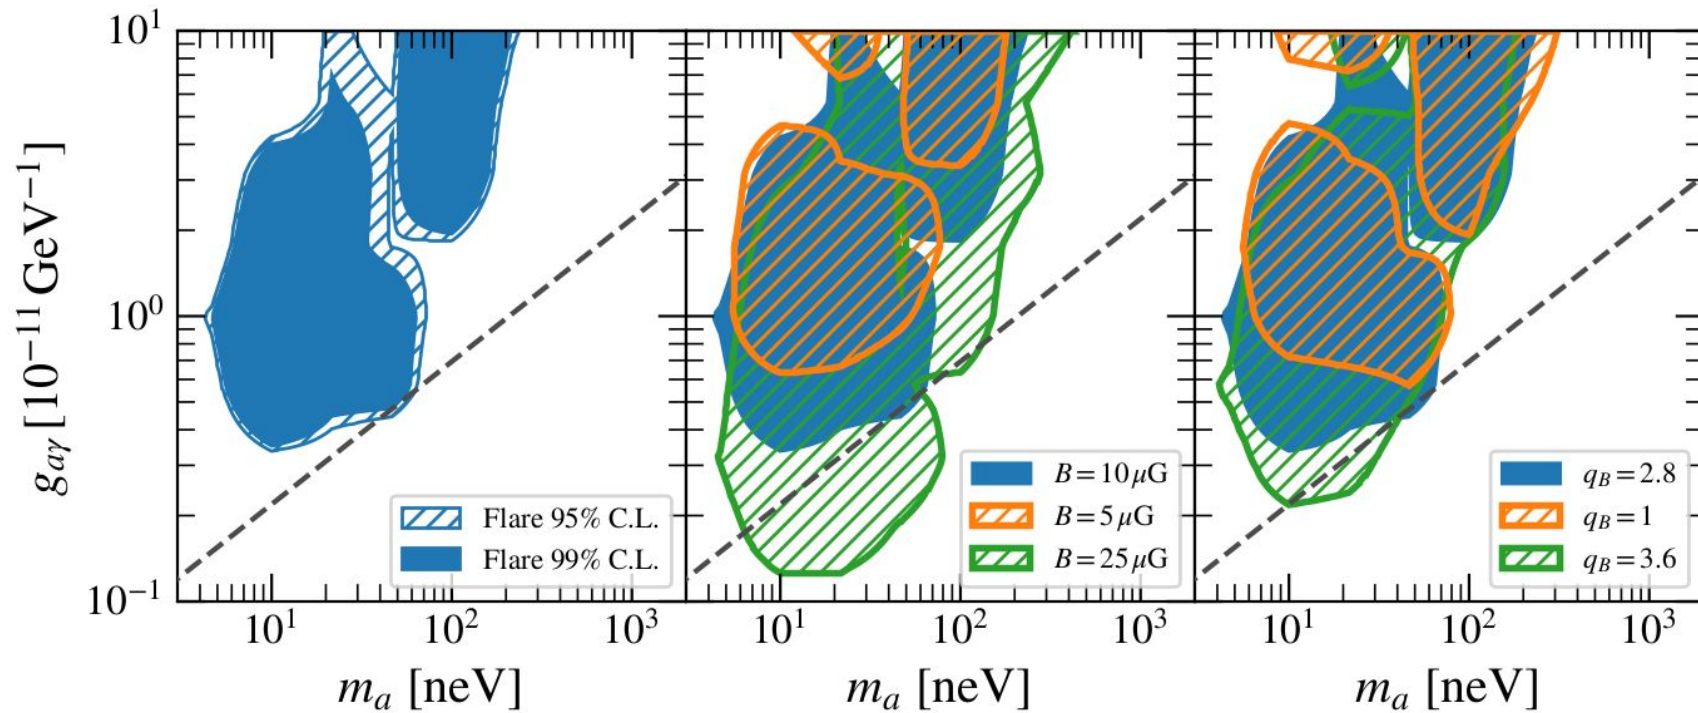 g_{aγ} [10^{-11} GeV^{-1}]
10^1
10^0
10^{-1}
Flare 95% C.L.
Flare 99% C.L.
10^1 10^2 10^3
m_a [neV]
B = 10 μG
B = 5 μG
B = 25 μG
10^1 10^2 10^3
m_a [neV]
q_B = 2.8
q_B = 1
q_B = 3.6
10^1 10^2 10^3
m_a [neV]